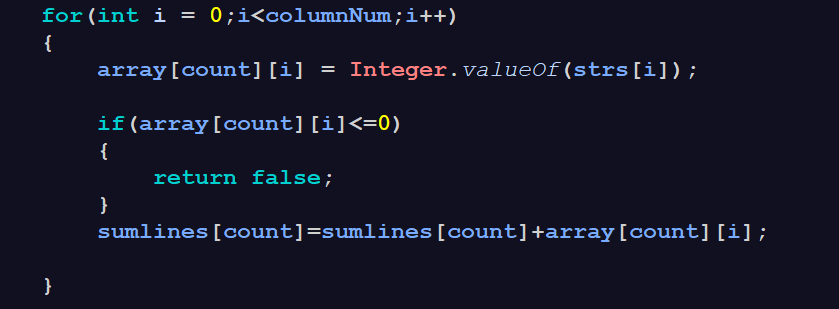 for(int i = 0;i<columnNum;i++)
{
array[count][i] = Integer.valueOf(strs[i]);
if(array[count][i]<=0)
{
return false;
}
sumlines[count]=sumlines[count]+array[count][i];
}